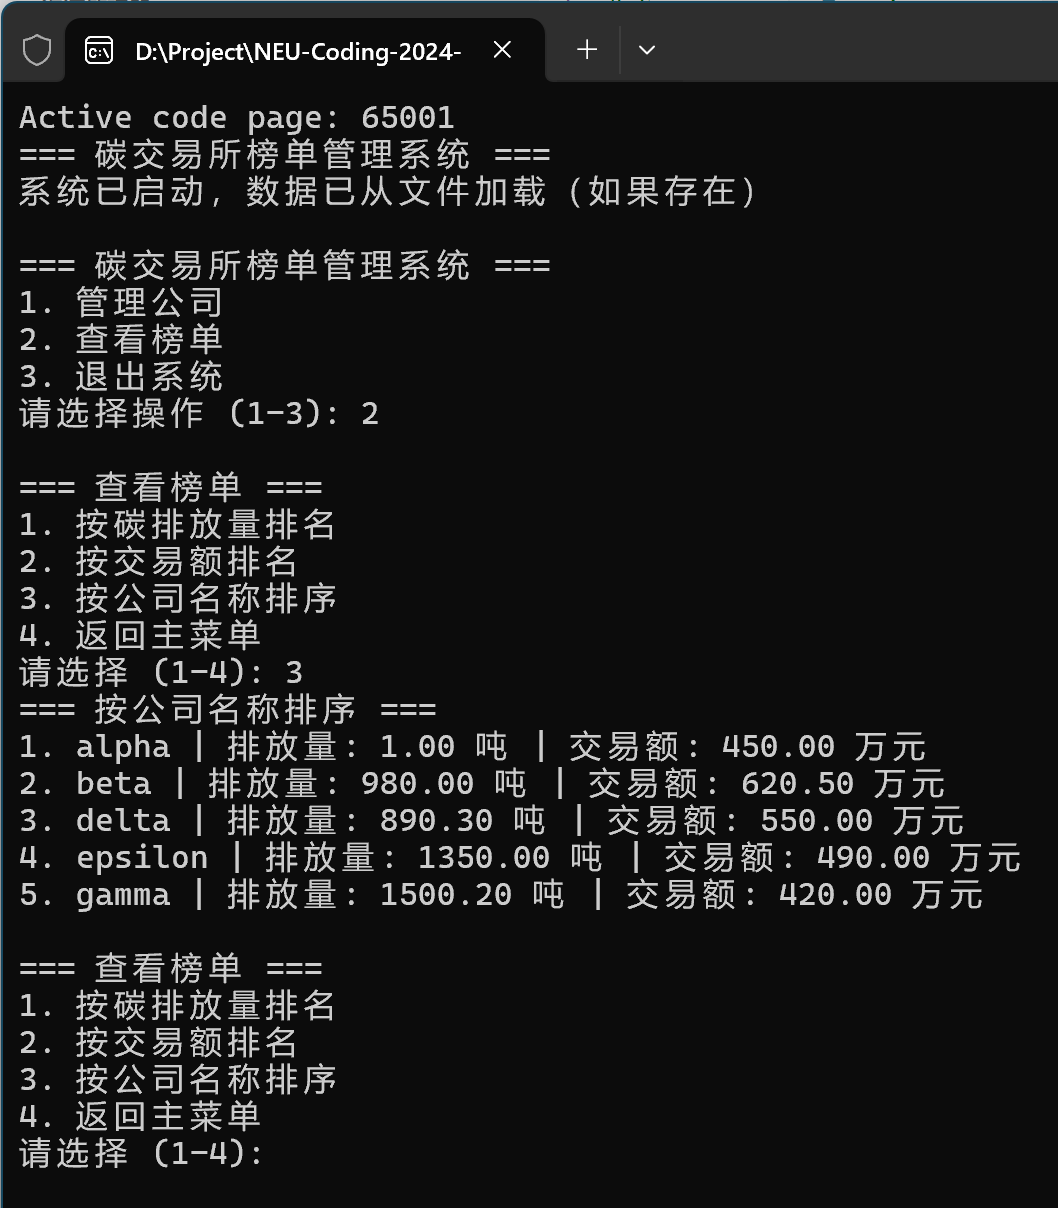 D:\Project\NEU-Coding-2024-
Active code page: 65001
=== 碳交易所榜单管理系统 ===
系统已启动，数据已从文件加载（如果存在）
=== 碳交易所榜单管理系统 ===
1. 管理公司
2. 查看榜单
3. 退出系统
请选择操作 (1-3): 2
=== 查看榜单 ===
1. 按碳排放量排名
2. 按交易额排名
3. 按公司名称排序
4. 返回主菜单
请选择 (1-4): 3
=== 按公司名称排序 ===
1. alpha | 排放量: 1.00 吨 | 交易额: 450.00 万元
2. beta | 排放量: 980.00 吨 | 交易额: 620.50 万元
3. delta | 排放量: 890.30 吨 | 交易额: 550.00 万元
4. epsilon | 排放量: 1350.00 吨 | 交易额: 490.00 万元
5. gamma | 排放量: 1500.20 吨 | 交易额: 420.00 万元
=== 查看榜单 ===
1. 按碳排放量排名
2. 按交易额排名
3. 按公司名称排序
4. 返回主菜单
请选择 (1-4):